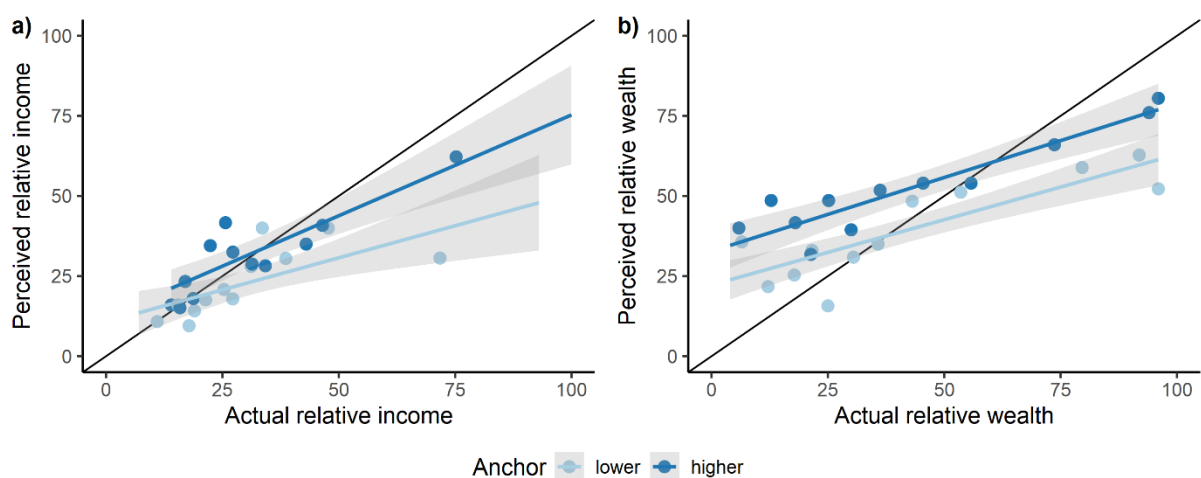 a)
Perceived relative income
100
75
50
25
0
0 25 50 75 100
Actual relative income
b)
Perceived relative wealth
100
75
50
25
0
0 25 50 75 100
Actual relative wealth
Anchor lower higher